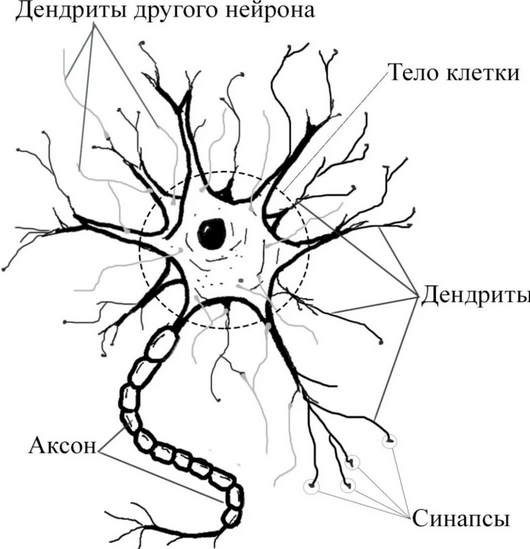 Дендриты другого нейрона
Тело клетки
Дендриты
Аксон
Синапсы